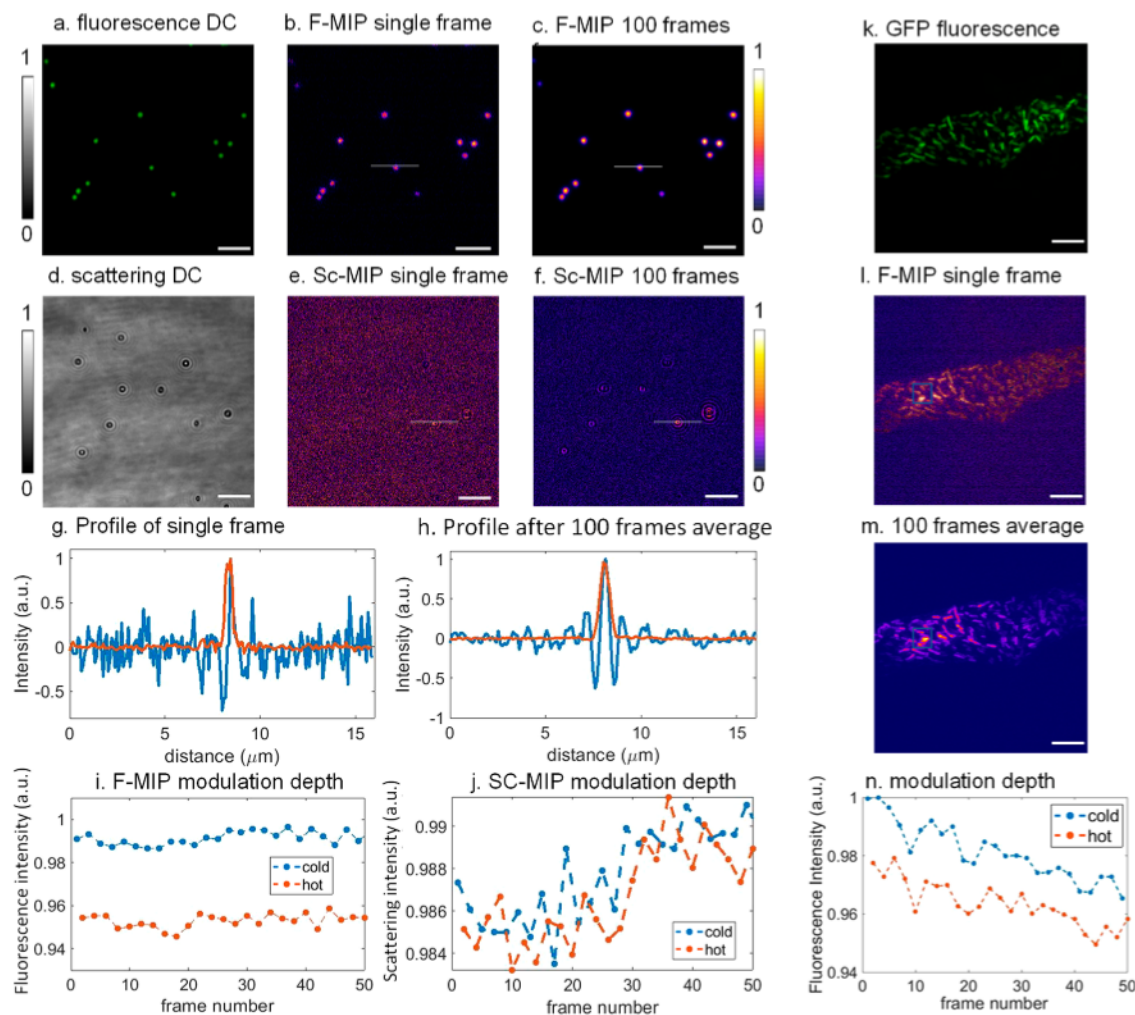 a. fluorescence DC
b. F-MIP single frame
c. F-MIP 100 frames
k. GFP fluorescence
1
0
1
0
d. scattering DC
e. Sc-MIP single frame
f. Sc-MIP 100 frames
l. F-MIP single frame
1
0
1
0
g. Profile of single frame
h. Profile after 100 frames average
m. 100 frames average
Intensity (a.u.)
1
0.5
0
-0.5
0 5 10 15
distance (μm)
Intensity (a.u.)
1
0.5
0
-0.5
-1
0 5 10 15
distance (μm)
i. F-MIP modulation depth
j. SC-MIP modulation depth
n. modulation depth
Fluorescence intensity (a.u.)
1
0.98
0.96
0.94
cold
hot
0 10 20 30 40 50
frame number
Scattering intensity (a.u.)
0.99
0.988
0.986
0.984
cold
hot
0 10 20 30 40 50
frame number
Fluorescence Intensity (a.u.)
1
0.98
0.96
0.94
cold
hot
0 10 20 30 40 50
frame number